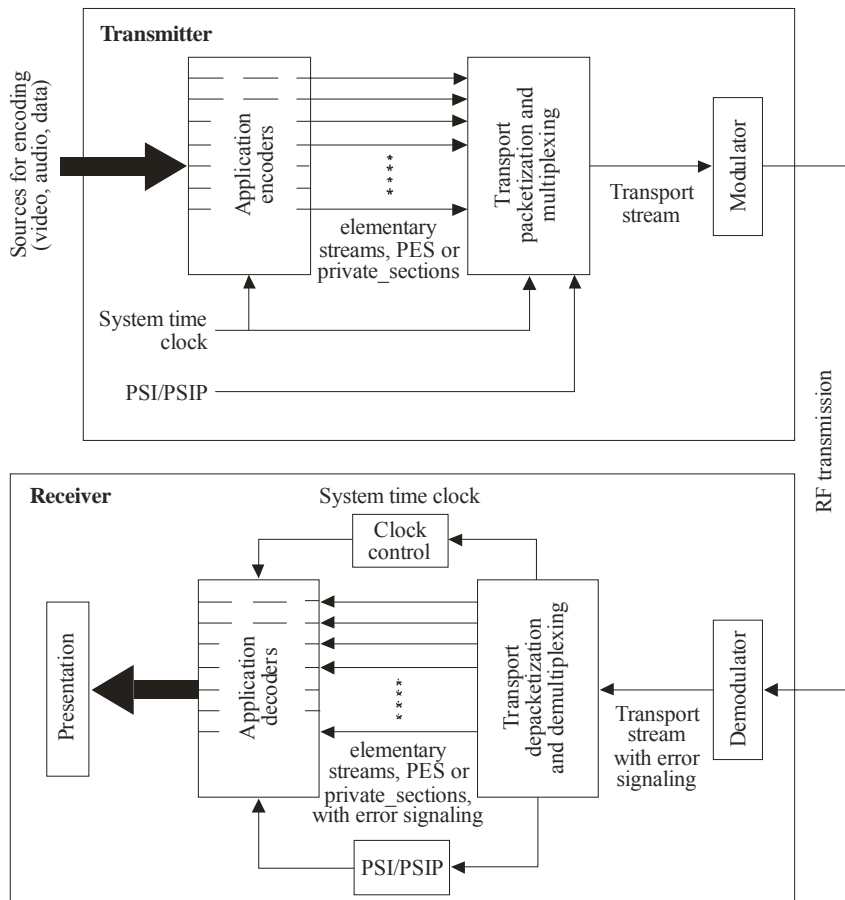 Transmitter
Sources for encoding
(video, audio, data)
Application
encoders
****
elementary
streams, PES or
private_sections
Transport
packetization and
multiplexing
Transport
stream
Modulator
System time
clock
PSI/PSIP
RF transmission
Receiver
System time clock
Clock
control
Presentation
Application
decoders
****
elementary
streams, PES or
private_sections,
with error signaling
Transport
depacketization
and demultiplexing
Transport
stream
with error
signaling
Demodulator
PSI/PSIP